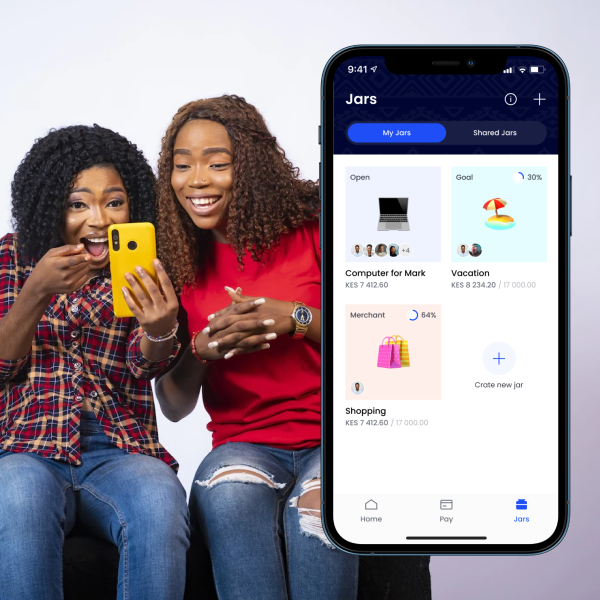 9:41
Jars
My Jars Shared Jars
Open
Goal 30%
+4
Computer for Mark
KES 7 412.60
Vacation
KES 8 234.20 / 17 000.00
Merchant 64%
Crate new jar
Shopping
KES 7 412.60 / 17 000.00
Home Pay Jars